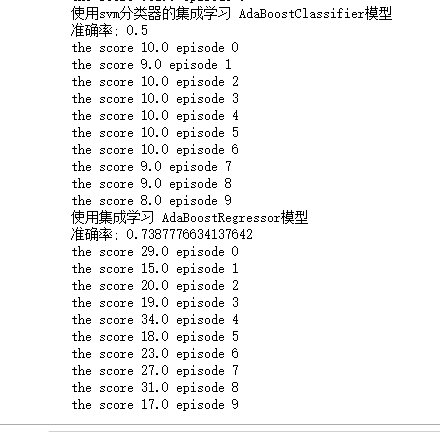 使用svm分类器的集成学习 AdaBoostClassifier模型
准确率: 0.5
the score 10.0 episode 0
the score 9.0 episode 1
the score 10.0 episode 2
the score 10.0 episode 3
the score 10.0 episode 4
the score 10.0 episode 5
the score 10.0 episode 6
the score 9.0 episode 7
the score 9.0 episode 8
the score 8.0 episode 9
使用集成学习 AdaBoostRegressor模型
准确率: 0.7387776634137642
the score 29.0 episode 0
the score 15.0 episode 1
the score 20.0 episode 2
the score 19.0 episode 3
the score 34.0 episode 4
the score 18.0 episode 5
the score 23.0 episode 6
the score 27.0 episode 7
the score 31.0 episode 8
the score 17.0 episode 9